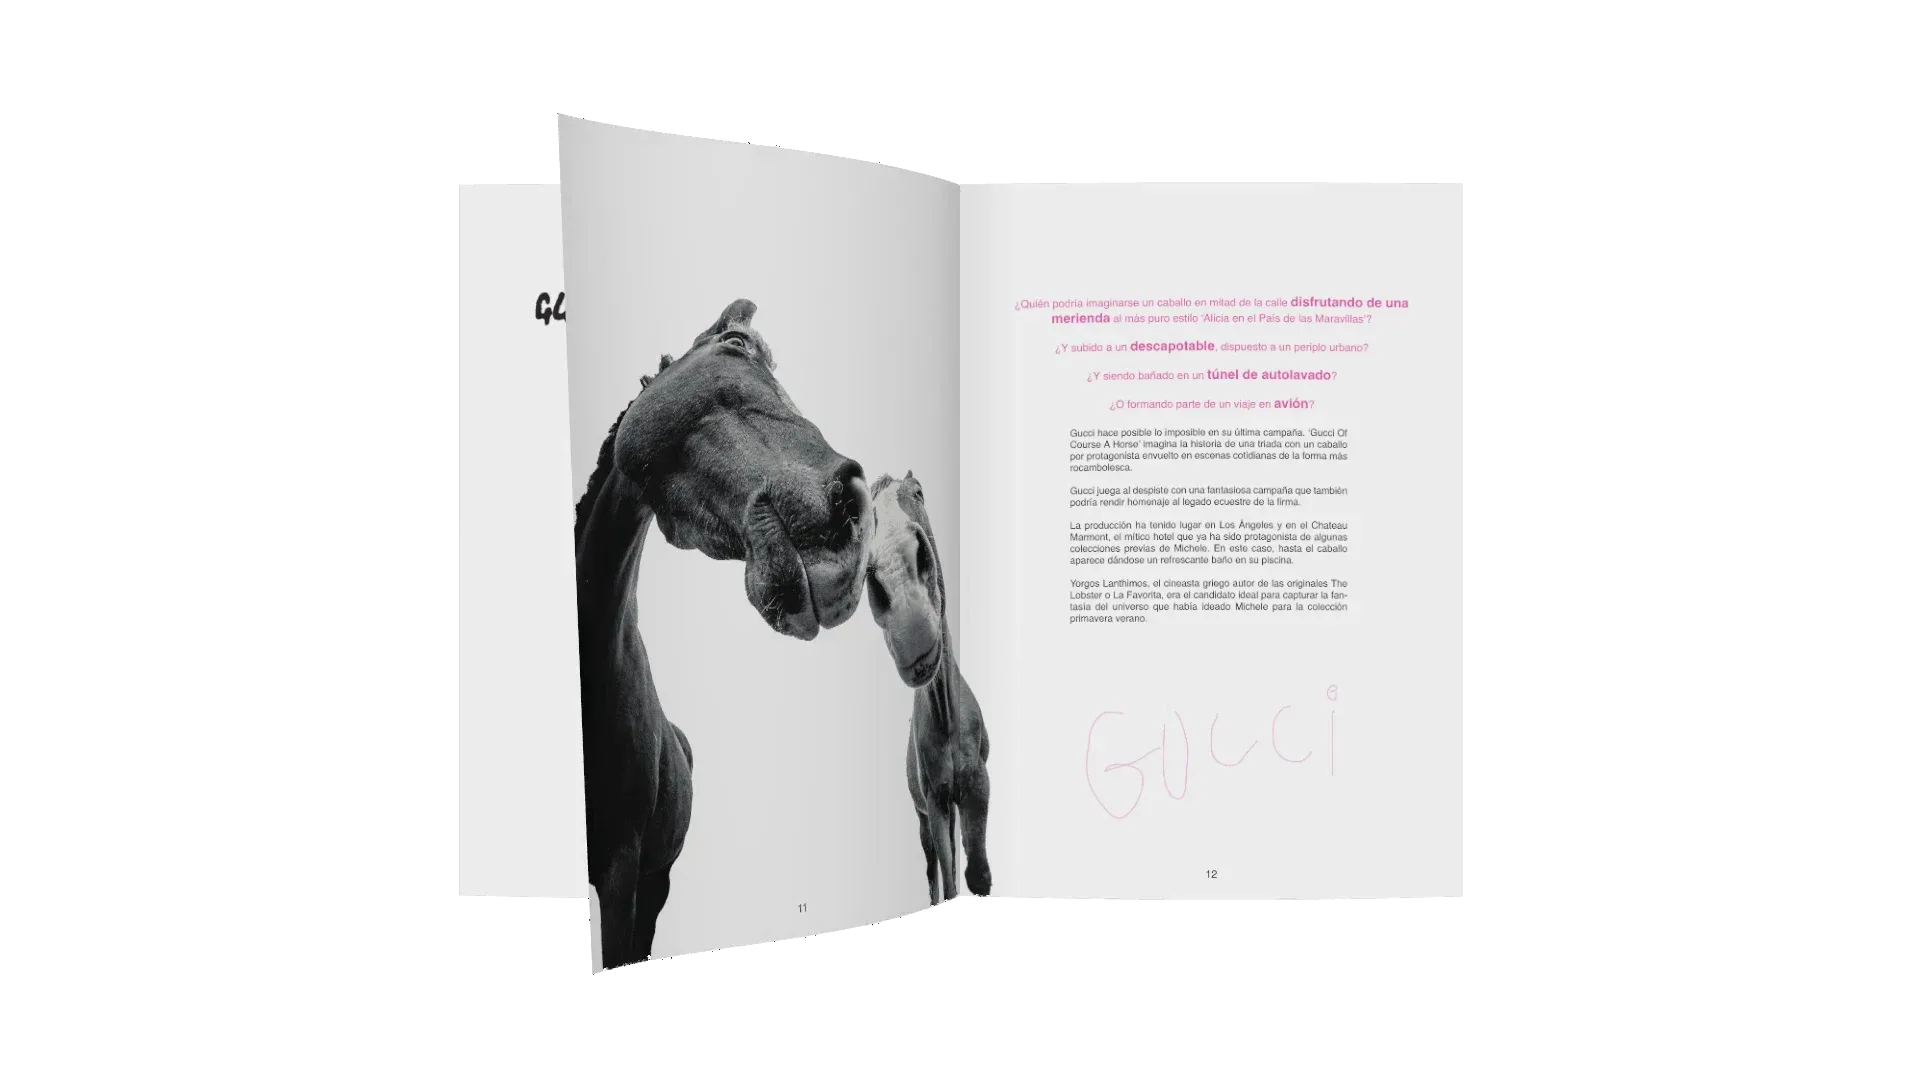 GL
11
¿Quién podría imaginarse un caballo en mitad de la calle disfrutando de una
merienda al más puro estilo ‘Alicia en el País de las Maravillas’?
¿Y subido a un descapotable, dispuesto a un periplo urbano?
¿Y siendo bañado en un túnel de autolavado?
¿O formando parte de un viaje en avión?
Gucci hace posible lo imposible en su última campaña. ‘Gucci Of
Course A Horse’ imagina la historia de una triada con un caballo
por protagonista envuelto en escenas cotidianas de la forma más
rocambolesca.
Gucci juega al despiste con una fantasiosa campaña que también
podría rendir homenaje al legado ecuestre de la firma.
La producción ha tenido lugar en Los Ángeles y en el Chateau
Marmont, el mítico hotel que ya ha sido protagonista de algunas
colecciones previas de Michele. En este caso, hasta el caballo
aparece dándose un refrescante baño en su piscina.
Yorgos Lanthimos, el cineasta griego autor de las originales The
Lobster o La Favorita, era el candidato ideal para capturar la fan-
tasía del universo que había ideado Michele para la colección
primavera verano.
GUCCi
12